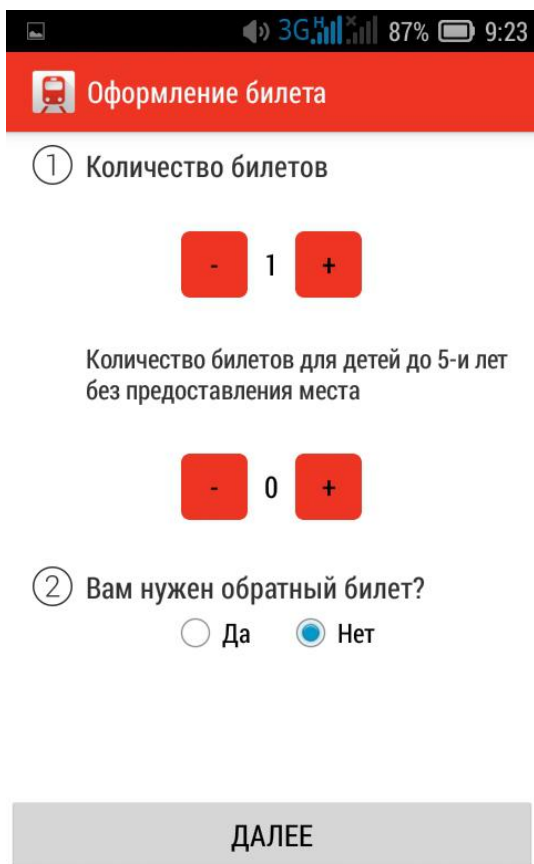 3G H 87% 9:23
Оформление билета
1 Количество билетов
- 1 +
Количество билетов для детей до 5-и лет
без предоставления места
- 0 +
2 Вам нужен обратный билет?
Да Нет
ДАЛЕЕ